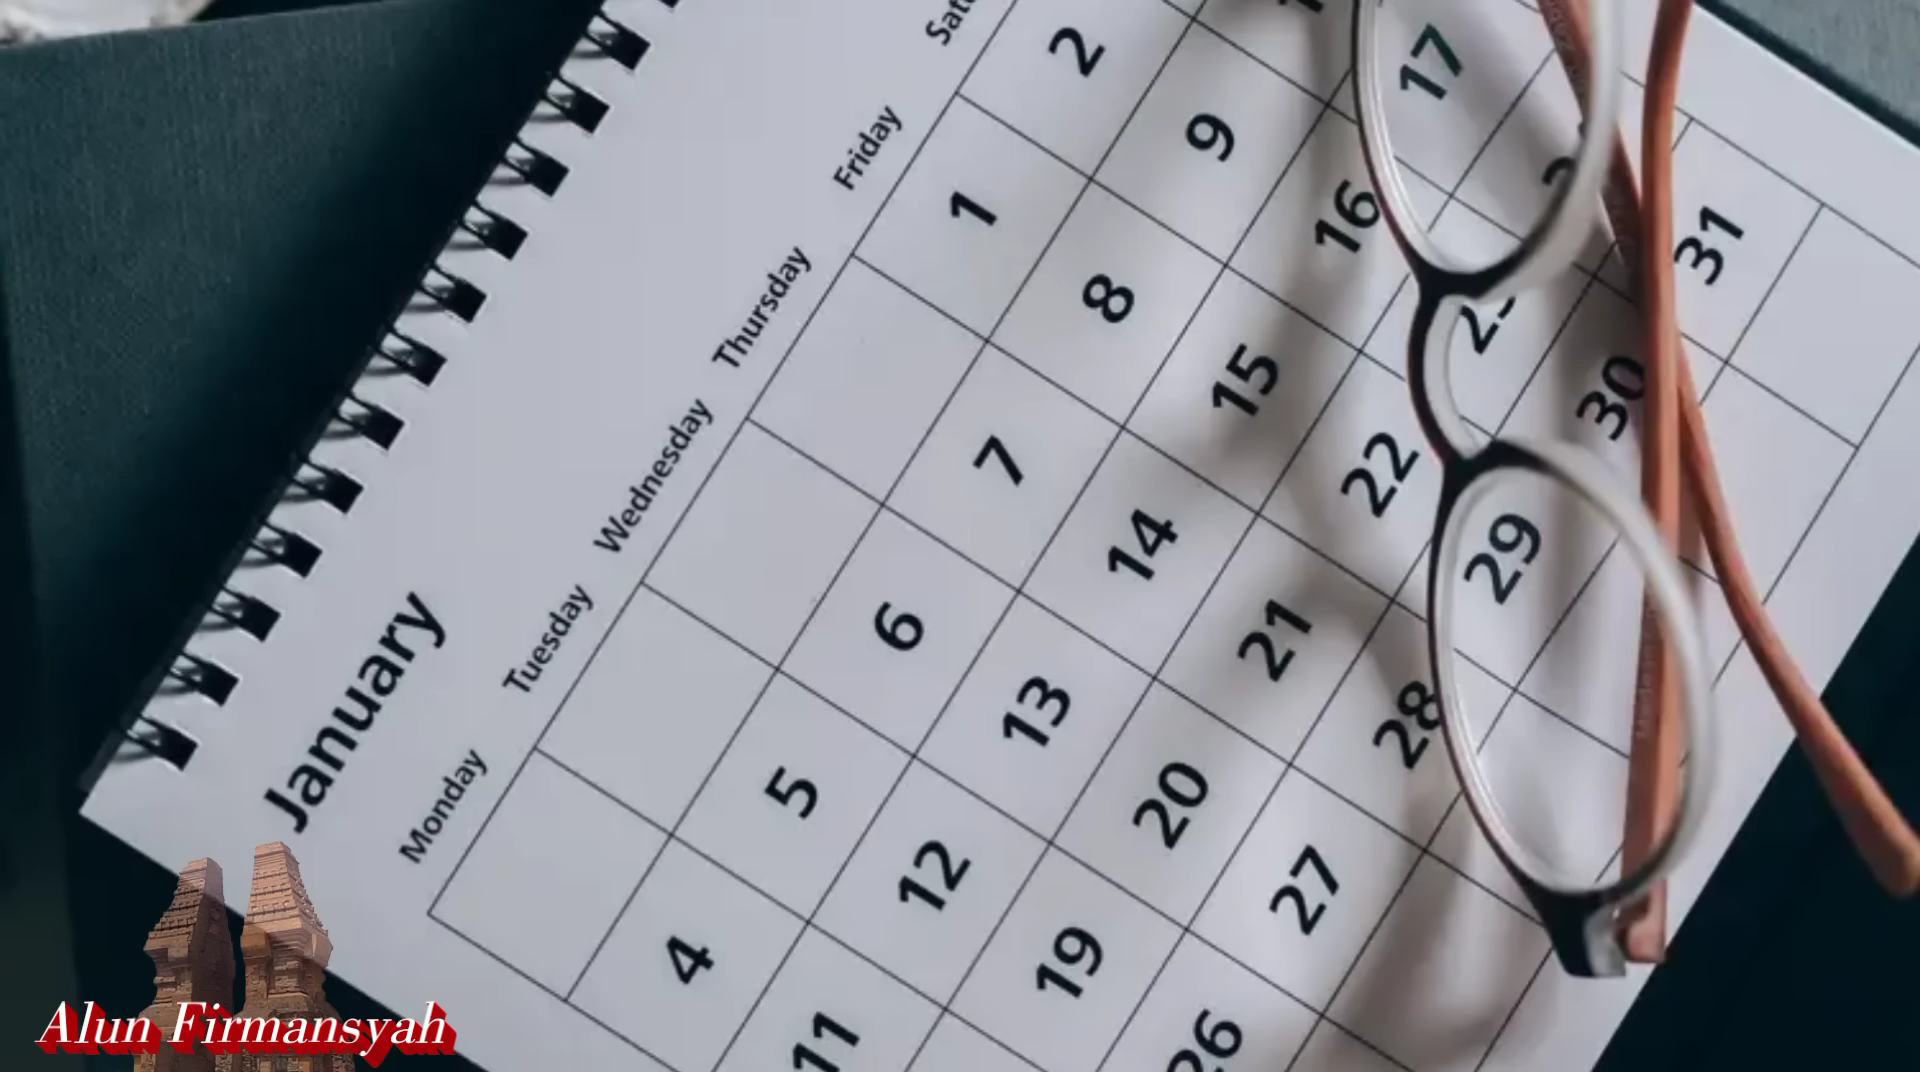 January
Monday Tuesday Wednesday Thursday Friday
1 2
4 5 6 7 8 9
11 12 13 14 15 16 17
19 20 21 22
26 27 28 29 30 31
Alun Firmansyah